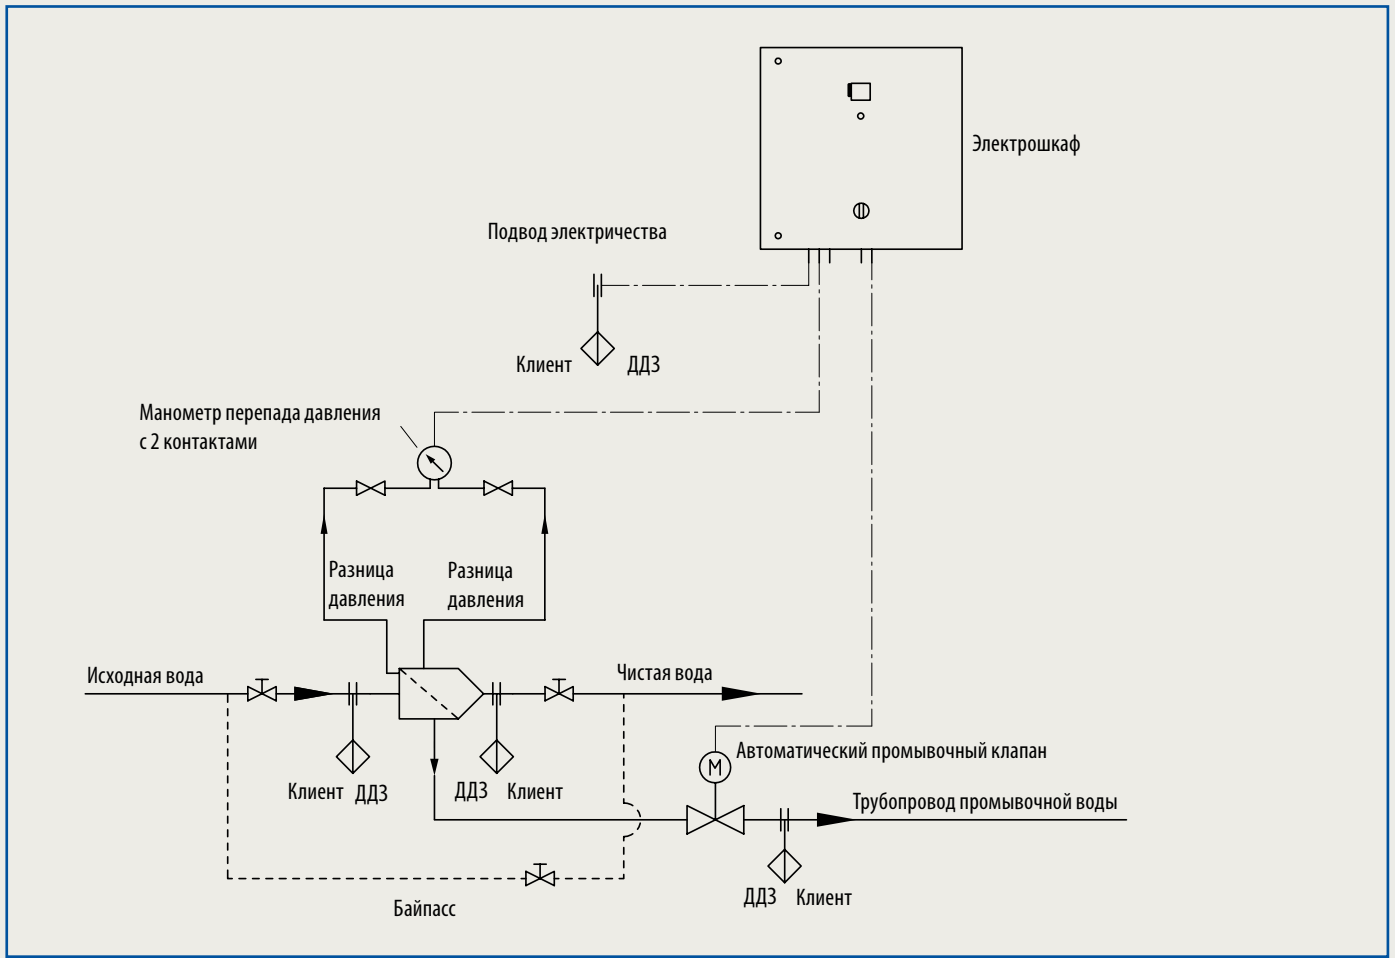 Электрошкаф
Подвод электричества
Клиент
ДДЗ
Манометр перепада давления
с 2 контактами
Разница
давления
Разница
давления
Исходная вода
Чистая вода
Автоматический промывочный клапан
M
Клиент
ДДЗ
ДДЗ
Клиент
Трубопровод промывочной воды
ДДЗ
Клиент
Байпасс